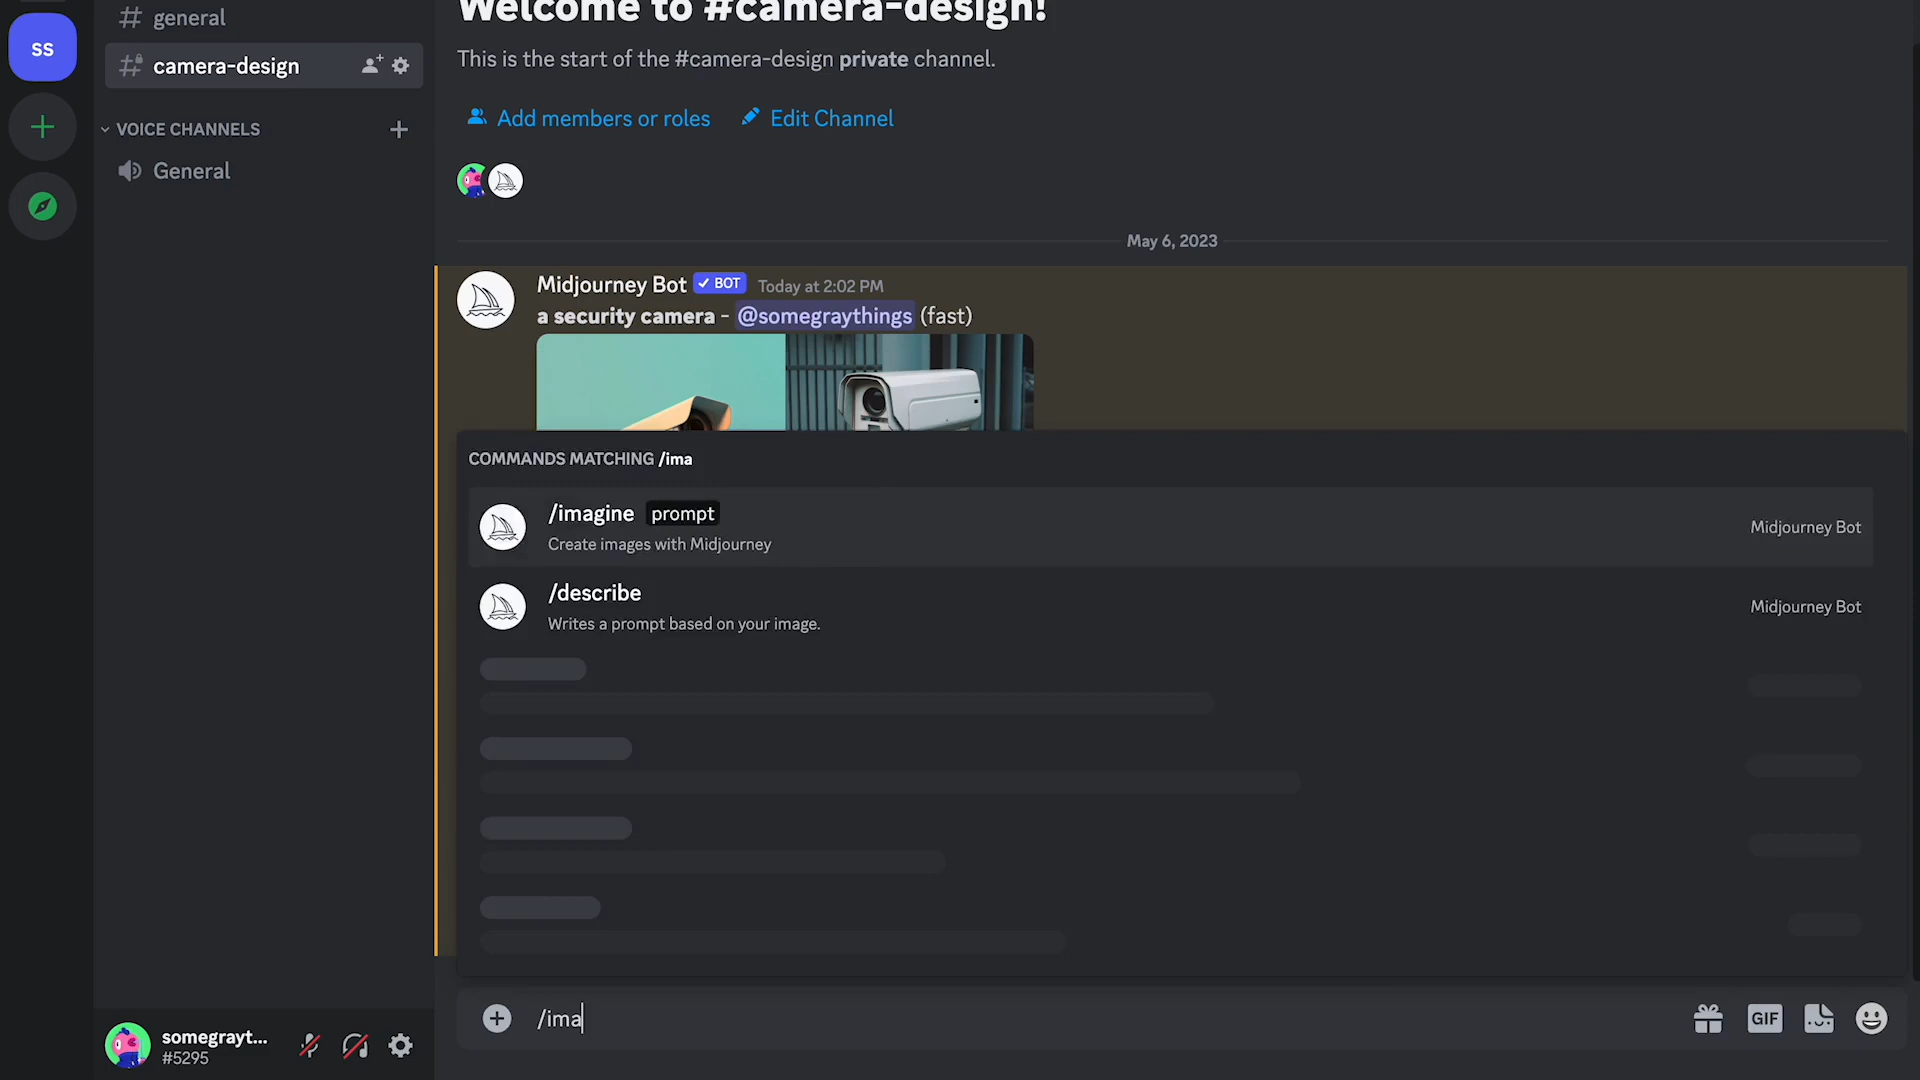 SS
general
camera-design
VOICE CHANNELS
General
somegrayt...
#5295
Welcome to #camera-design!
This is the start of the #camera-design private channel.
Add members or roles
Edit Channel
May 6, 2023
Midjourney Bot BOT Today at 2:02 PM
a security camera - @somegraythings (fast)
COMMANDS MATCHING /ima
/imagine prompt
Create images with Midjourney
Midjourney Bot
/describe
Writes a prompt based on your image.
Midjourney Bot
/ima
GIF